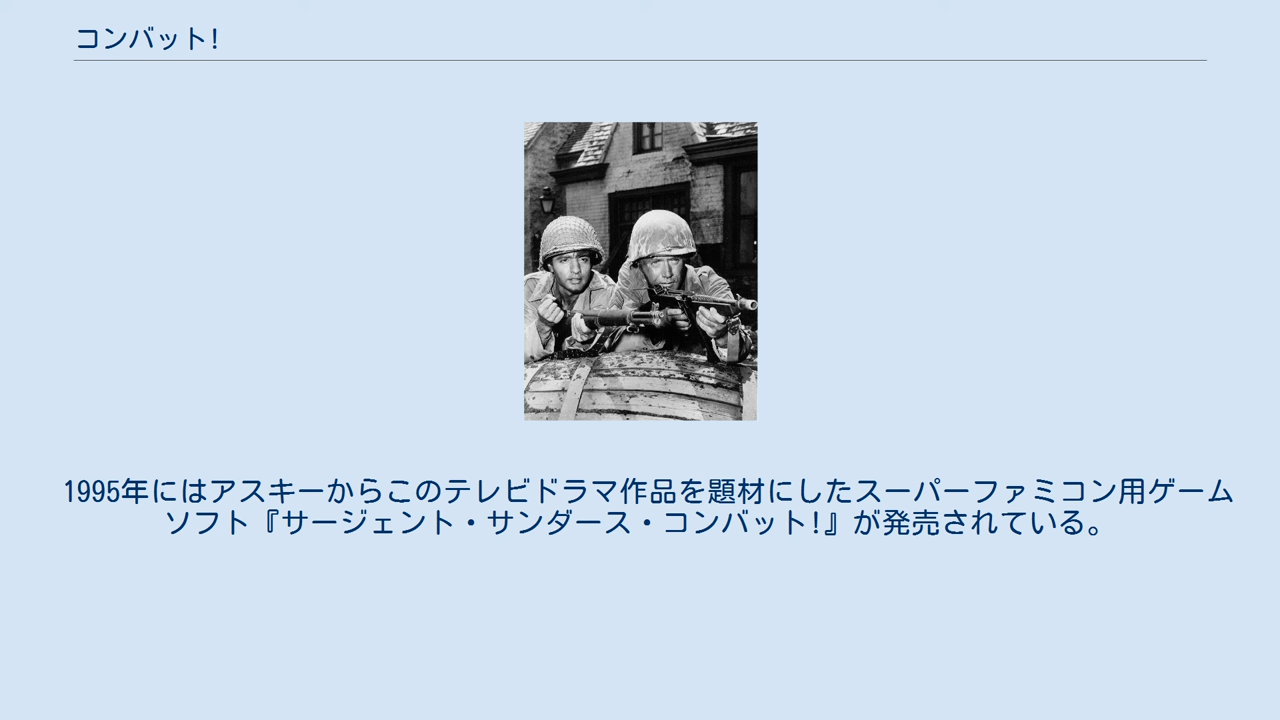 コンバット!
1995年にはアスキーからこのテレビドラマ作品を題材にしたスーパーファミコン用ゲーム
ソフト『サージェント・サンダース・コンバット!』が発売されている。